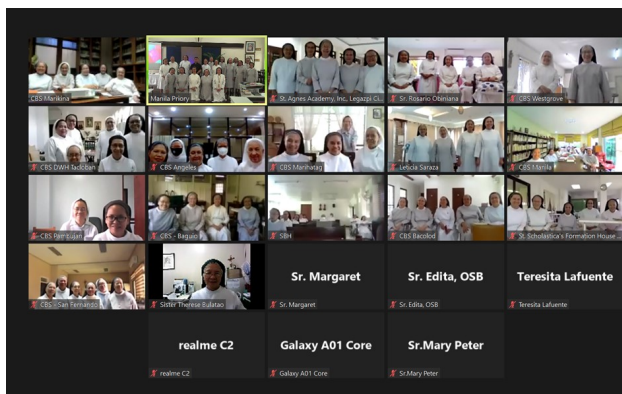 CBS Marikina
Manila Priory
St. Agnes Academy, Inc., Legazpi Ci...
Sr. Rosario Obiniana
CBS Westgrove
CBS DWH Tacloban
CBS Angeles
CBS Marihatag
Leticia Saraza
CBS Manila
CBS Pambujan
CBS - Baguio
SBH
CBS Bacolod
St. Scholastica's Formation House ...
CBS - San Fernando
Sister Therese Bulatao
Sr. Margaret
Sr. Margaret
Sr. Edita, OSB
Sr. Edita, OSB
Teresita Lafuente
Teresita Lafuente
realme C2
realme C2
Galaxy A01 Core
Galaxy A01 Core
Sr.Mary Peter
Sr.Mary Peter